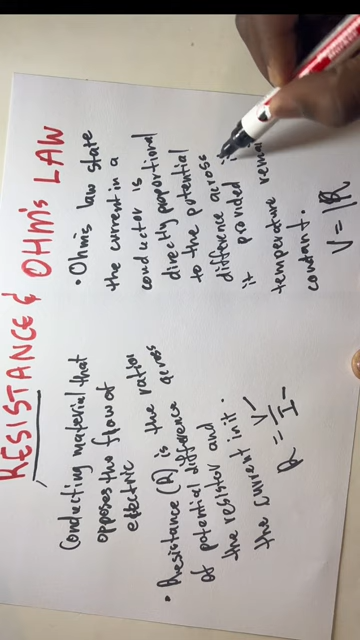 RESISTANCE & OHM'S LAW
Conducting material that
opposes the flow of
effectric
• Resistance (R) is the ratio
of potential difference across
the resistor and
the current in it.
R = V/I
• Ohm's law state
the current in a
conductor is
directly proportional
to the potential
difference across
it provided
temperature
constant.
V = IR